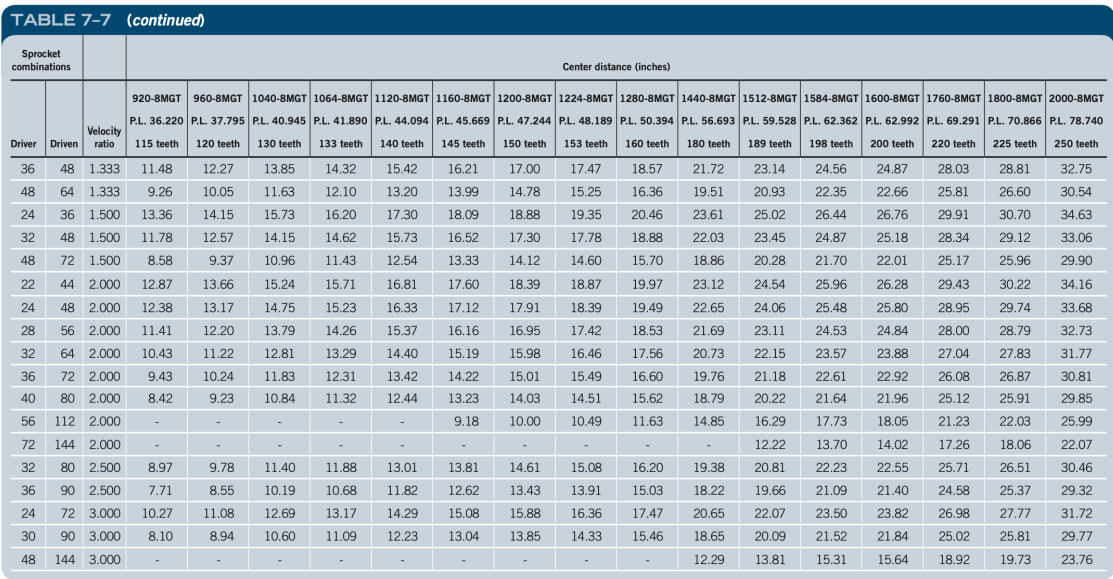 TABLE 7–7 (continued)
Sprocket
combinations
Center distance (inches)
920-8MGT 960-8MGT 1040-8MGT 1064-8MGT 1120-8MGT 1160-8MGT 1200-8MGT 1224-8MGT 1280-8MGT 1440-8MGT 1512-8MGT 1584-8MGT 1600-8MGT 1760-8MGT 1800-8MGT 2000-8MGT
P.L. 36.220 P.L. 37.795 P.L. 40.945 P.L. 41.890 P.L. 44.094 P.L. 45.669 P.L. 47.244 P.L. 48.189 P.L. 50.394 P.L. 56.693 P.L. 59.528 P.L. 62.362 P.L. 62.992 P.L. 69.291 P.L. 70.866 P.L. 78.740
Velocity
Driver Driven ratio 115 teeth 120 teeth 130 teeth 133 teeth 140 teeth 145 teeth 150 teeth 153 teeth 160 teeth 180 teeth 189 teeth 198 teeth 200 teeth 220 teeth 225 teeth 250 teeth
36 48 1.333 11.48 12.27 13.85 14.32 15.42 16.21 17.00 17.47 18.57 21.72 23.14 24.56 24.87 28.03 28.81 32.75
48 64 1.333 9.26 10.05 11.63 12.10 13.20 13.99 14.78 15.25 16.36 19.51 20.93 22.35 22.66 25.81 26.60 30.54
24 36 1.500 13.36 14.15 15.73 16.20 17.30 18.09 18.88 19.35 20.46 23.61 25.02 26.44 26.76 29.91 30.70 34.63
32 48 1.500 11.78 12.57 14.15 14.62 15.73 16.52 17.30 17.78 18.88 22.03 23.45 24.87 25.18 28.34 29.12 33.06
48 72 1.500 8.58 9.37 10.96 11.43 12.54 13.33 14.12 14.60 15.70 18.86 20.28 21.70 22.01 25.17 25.96 29.90
22 44 2.000 12.87 13.66 15.24 15.71 16.81 17.60 18.39 18.87 19.97 23.12 24.54 25.96 26.28 29.43 30.22 34.16
24 48 2.000 12.38 13.17 14.75 15.23 16.33 17.12 17.91 18.39 19.49 22.65 24.06 25.48 25.80 28.95 29.74 33.68
28 56 2.000 11.41 12.20 13.79 14.26 15.37 16.16 16.95 17.42 18.53 21.69 23.11 24.53 24.84 28.00 28.79 32.73
32 64 2.000 10.43 11.22 12.81 13.29 14.40 15.19 15.98 16.46 17.56 20.73 22.15 23.57 23.88 27.04 27.83 31.77
36 72 2.000 9.43 10.24 11.83 12.31 13.42 14.22 15.01 15.49 16.60 19.76 21.18 22.61 22.92 26.08 26.87 30.81
40 80 2.000 8.42 9.23 10.84 11.32 12.44 13.23 14.03 14.51 15.62 18.79 20.22 21.64 21.96 25.12 25.91 29.85
56 112 2.000 - - - - - 9.18 10.00 10.49 11.63 14.85 16.29 17.73 18.05 21.23 22.03 25.99
72 144 2.000 - - - - - - - - - - 12.22 13.70 14.02 17.26 18.06 22.07
32 80 2.500 8.97 9.78 11.40 11.88 13.01 13.81 14.61 15.08 16.20 19.38 20.81 22.23 22.55 25.71 26.51 30.46
36 90 2.500 7.71 8.55 10.19 10.68 11.82 12.62 13.43 13.91 15.03 18.22 19.66 21.09 21.40 24.58 25.37 29.32
24 72 3.000 10.27 11.08 12.69 13.17 14.29 15.08 15.88 16.36 17.47 20.65 22.07 23.50 23.82 26.98 27.77 31.72
30 90 3.000 8.10 8.94 10.60 11.09 12.23 13.04 13.85 14.33 15.46 18.65 20.09 21.52 21.84 25.02 25.81 29.77
48 144 3.000 - - - - - - - - - 12.29 13.81 15.31 15.64 18.92 19.73 23.76